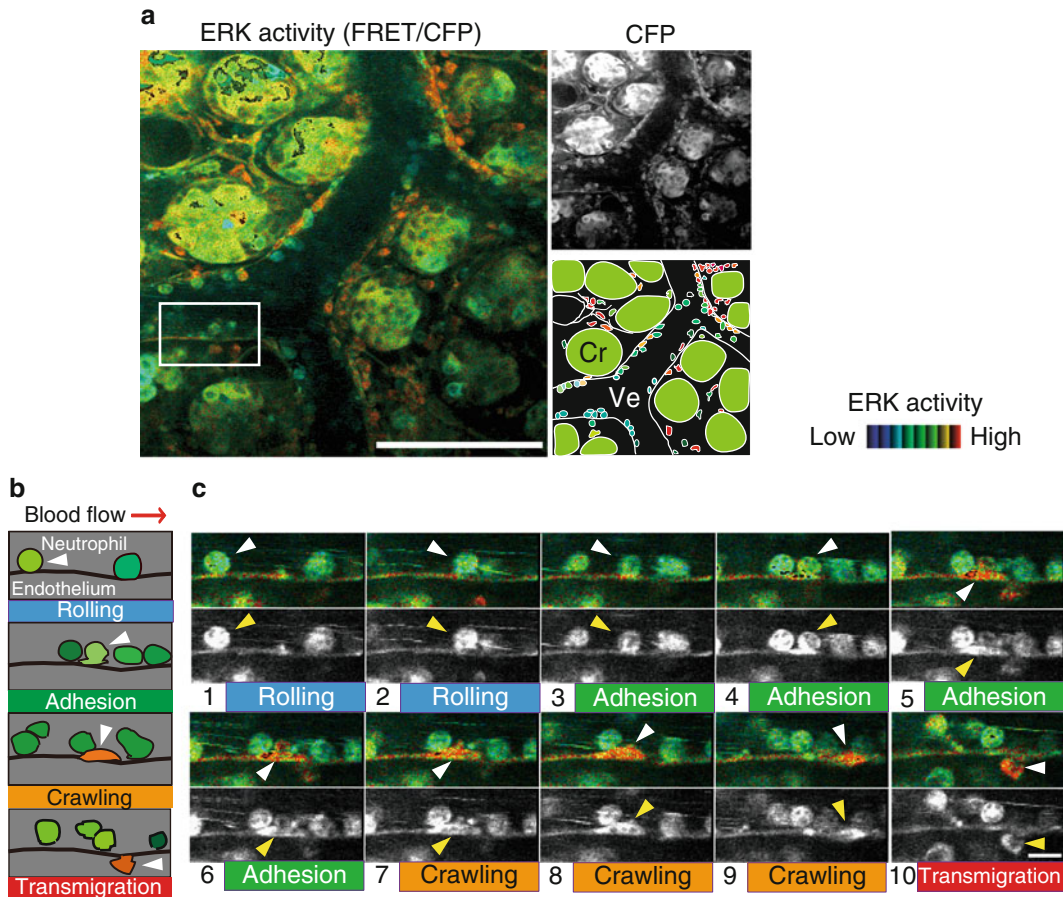 a
ERK activity (FRET/CFP)
CFP
Cr
Ve
ERK activity
Low High
b
Blood flow
Neutrophil
Endothelium
Rolling
Adhesion
Crawling
Transmigration
c
1 Rolling
2 Rolling
3 Adhesion
4 Adhesion
5 Adhesion
6 Adhesion
7 Crawling
8 Crawling
9 Crawling
10 Transmigration